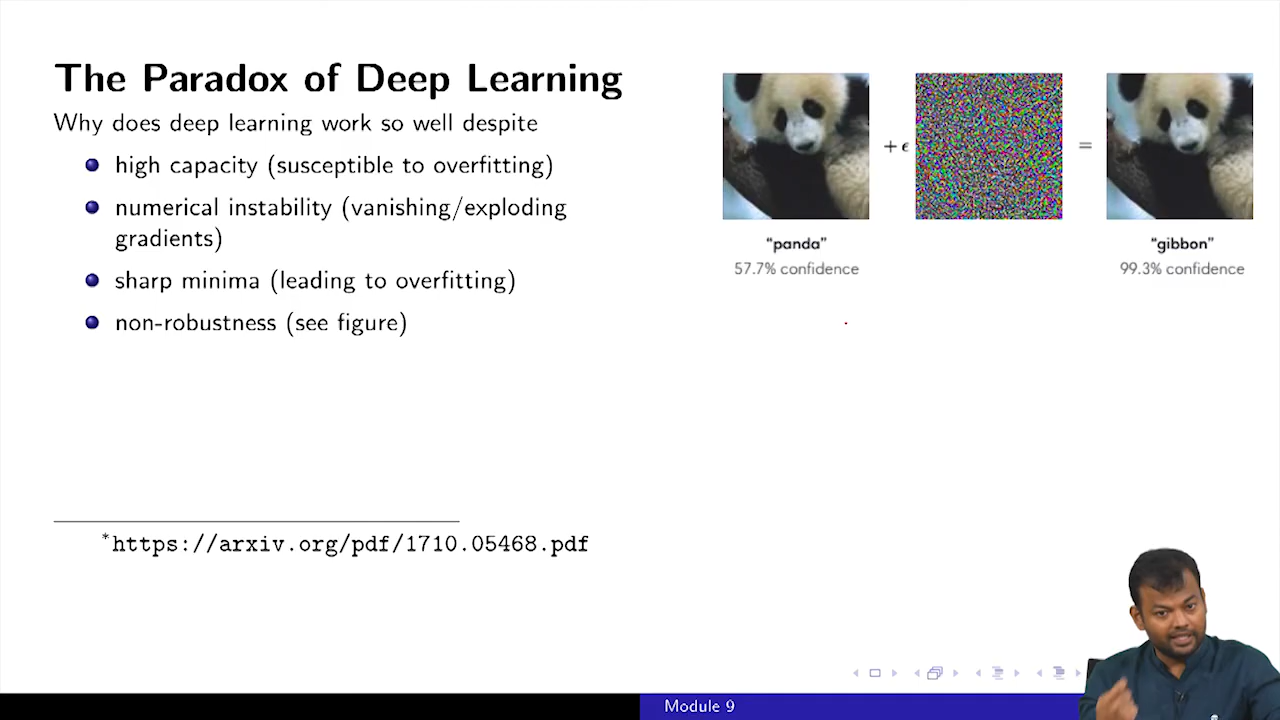 The Paradox of Deep Learning
Why does deep learning work so well despite
high capacity (susceptible to overfitting)
numerical instability (vanishing/exploding
gradients)
sharp minima (leading to overfitting)
non-robustness (see figure)
+ ϵ
=
“panda”
57.7% confidence
“gibbon”
99.3% confidence
*https://arxiv.org/pdf/1710.05468.pdf
Module 9